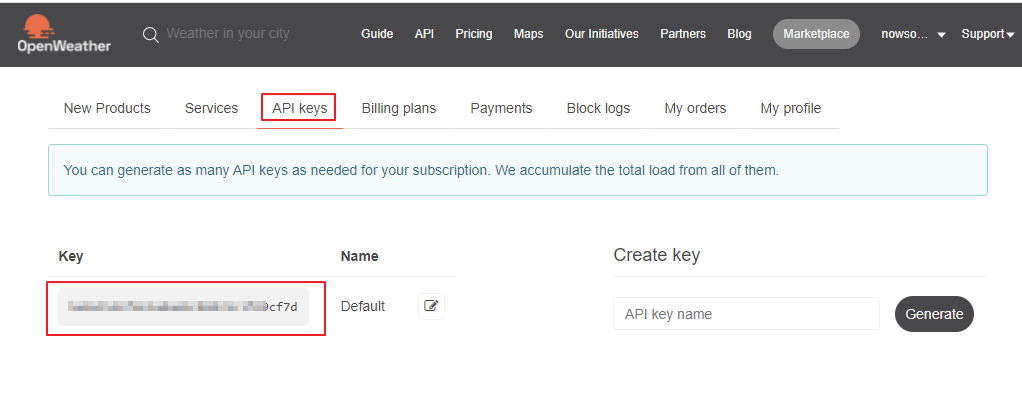 OpenWeather
Weather in your city
Guide API Pricing Maps Our Initiatives Partners Blog Marketplace nowso... Support
New Products Services API keys Billing plans Payments Block logs My orders My profile
You can generate as many API keys as needed for your subscription. We accumulate the total load from all of them.
Key Name
cf7d Default
Create key
API key name Generate